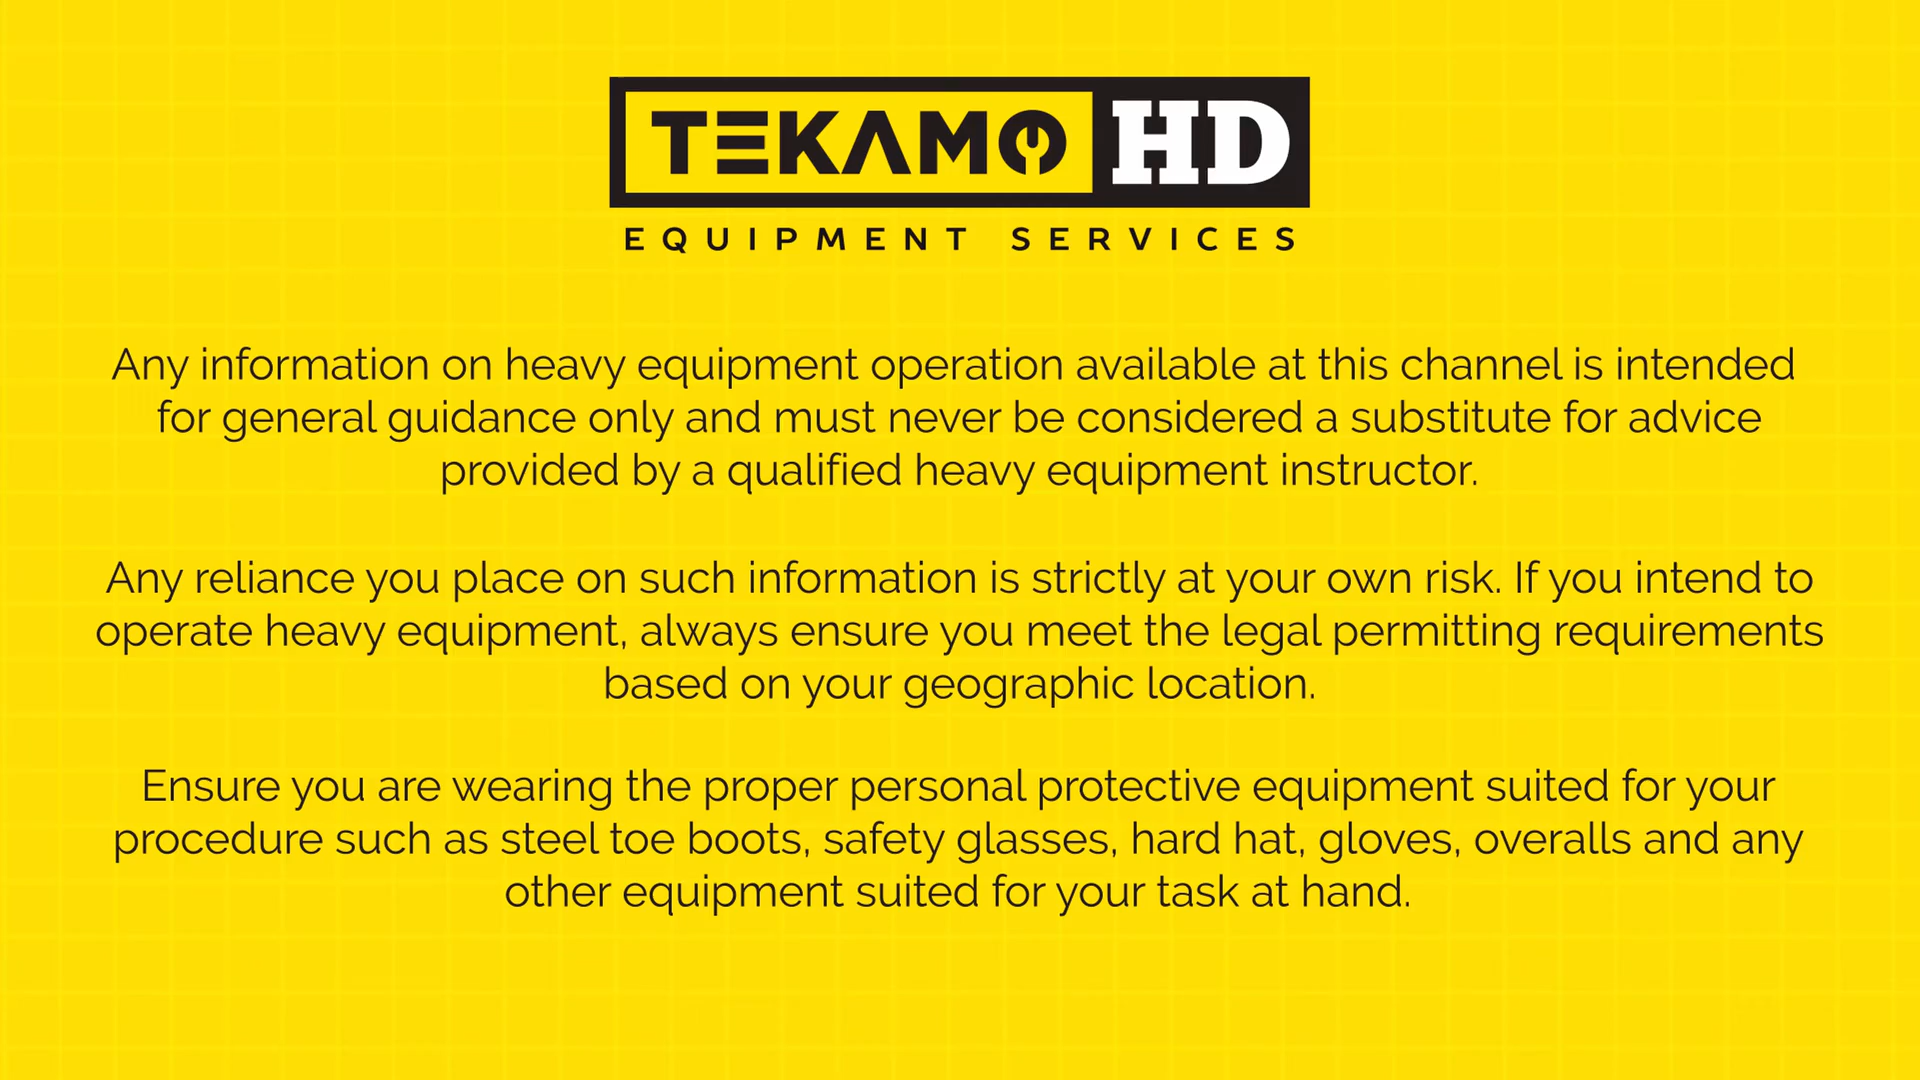 TEKAMO HD
EQUIPMENT SERVICES
Any information on heavy equipment operation available at this channel is intended
for general guidance only and must never be considered a substitute for advice
provided by a qualified heavy equipment instructor.
Any reliance you place on such information is strictly at your own risk. If you intend to
operate heavy equipment, always ensure you meet the legal permitting requirements
based on your geographic location.
Ensure you are wearing the proper personal protective equipment suited for your
procedure such as steel toe boots, safety glasses, hard hat, gloves, overalls and any
other equipment suited for your task at hand.